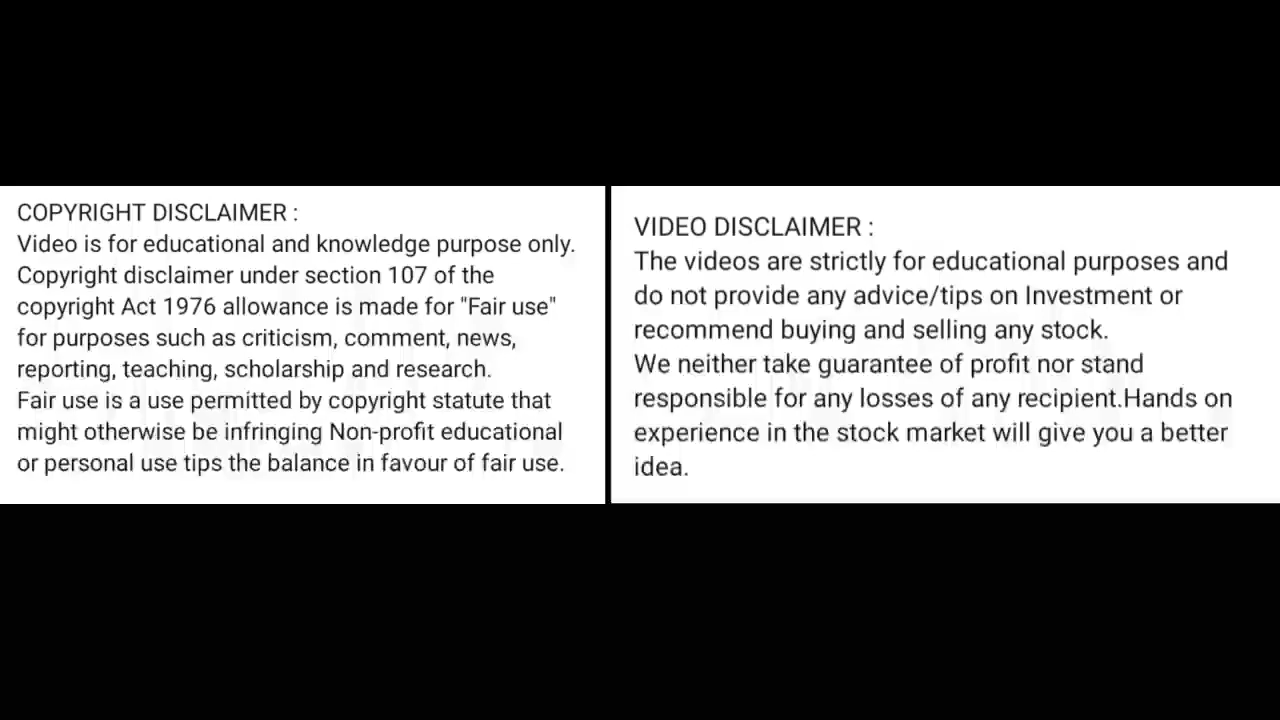 COPYRIGHT DISCLAIMER :
Video is for educational and knowledge purpose only.
Copyright disclaimer under section 107 of the
copyright Act 1976 allowance is made for "Fair use"
for purposes such as criticism, comment, news,
reporting, teaching, scholarship and research.
Fair use is a use permitted by copyright statute that
might otherwise be infringing Non-profit educational
or personal use tips the balance in favour of fair use.
VIDEO DISCLAIMER :
The videos are strictly for educational purposes and
do not provide any advice/tips on Investment or
recommend buying and selling any stock.
We neither take guarantee of profit nor stand
responsible for any losses of any recipient.Hands on
experience in the stock market will give you a better
idea.